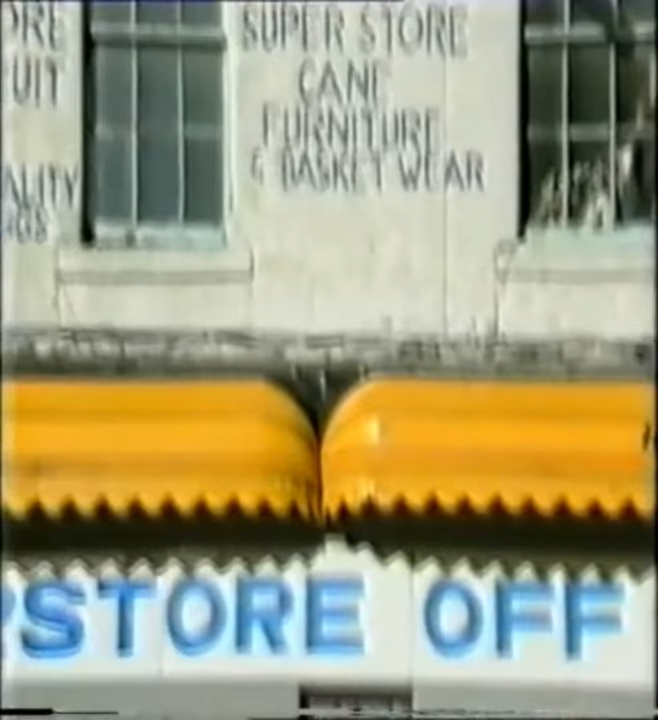 SUPER STORE
CANE
FURNITURE
& BASKET WEAR
STORE OFF